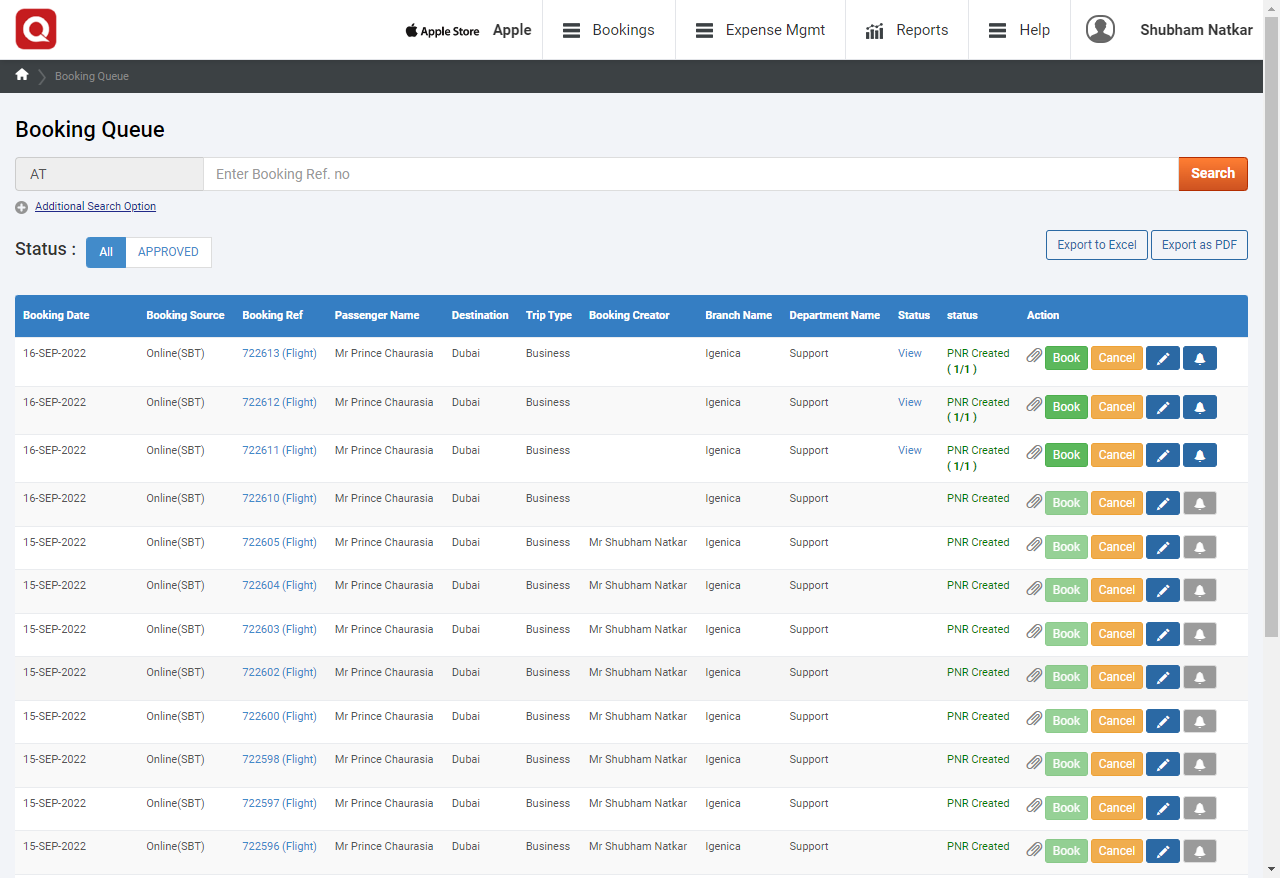 Apple Store Apple Bookings Expense Mgmt Reports Help Shubham Natkar
Booking Queue
Booking Queue
AT Enter Booking Ref. no Search
Additional Search Option
Status : All APPROVED Export to Excel Export as PDF
Booking Date Booking Source Booking Ref Passenger Name Destination Trip Type Booking Creator Branch Name Department Name Status status Action
16-SEP-2022 Online(SBT) 722613 (Flight) Mr Prince Chaurasia Dubai Business Igenica Support View PNR Created Book Cancel
( 1/1 )
16-SEP-2022 Online(SBT) 722612 (Flight) Mr Prince Chaurasia Dubai Business Igenica Support View PNR Created Book Cancel
( 1/1 )
16-SEP-2022 Online(SBT) 722611 (Flight) Mr Prince Chaurasia Dubai Business Igenica Support View PNR Created Book Cancel
( 1/1 )
16-SEP-2022 Online(SBT) 722610 (Flight) Mr Prince Chaurasia Dubai Business Igenica Support PNR Created Book Cancel
15-SEP-2022 Online(SBT) 722605 (Flight) Mr Prince Chaurasia Dubai Business Mr Shubham Natkar Igenica Support PNR Created Book Cancel
15-SEP-2022 Online(SBT) 722604 (Flight) Mr Prince Chaurasia Dubai Business Mr Shubham Natkar Igenica Support PNR Created Book Cancel
15-SEP-2022 Online(SBT) 722603 (Flight) Mr Prince Chaurasia Dubai Business Mr Shubham Natkar Igenica Support PNR Created Book Cancel
15-SEP-2022 Online(SBT) 722602 (Flight) Mr Prince Chaurasia Dubai Business Mr Shubham Natkar Igenica Support PNR Created Book Cancel
15-SEP-2022 Online(SBT) 722600 (Flight) Mr Prince Chaurasia Dubai Business Mr Shubham Natkar Igenica Support PNR Created Book Cancel
15-SEP-2022 Online(SBT) 722598 (Flight) Mr Prince Chaurasia Dubai Business Mr Shubham Natkar Igenica Support PNR Created Book Cancel
15-SEP-2022 Online(SBT) 722597 (Flight) Mr Prince Chaurasia Dubai Business Mr Shubham Natkar Igenica Support PNR Created Book Cancel
15-SEP-2022 Online(SBT) 722596 (Flight) Mr Prince Chaurasia Dubai Business Mr Shubham Natkar Igenica Support PNR Created Book Cancel